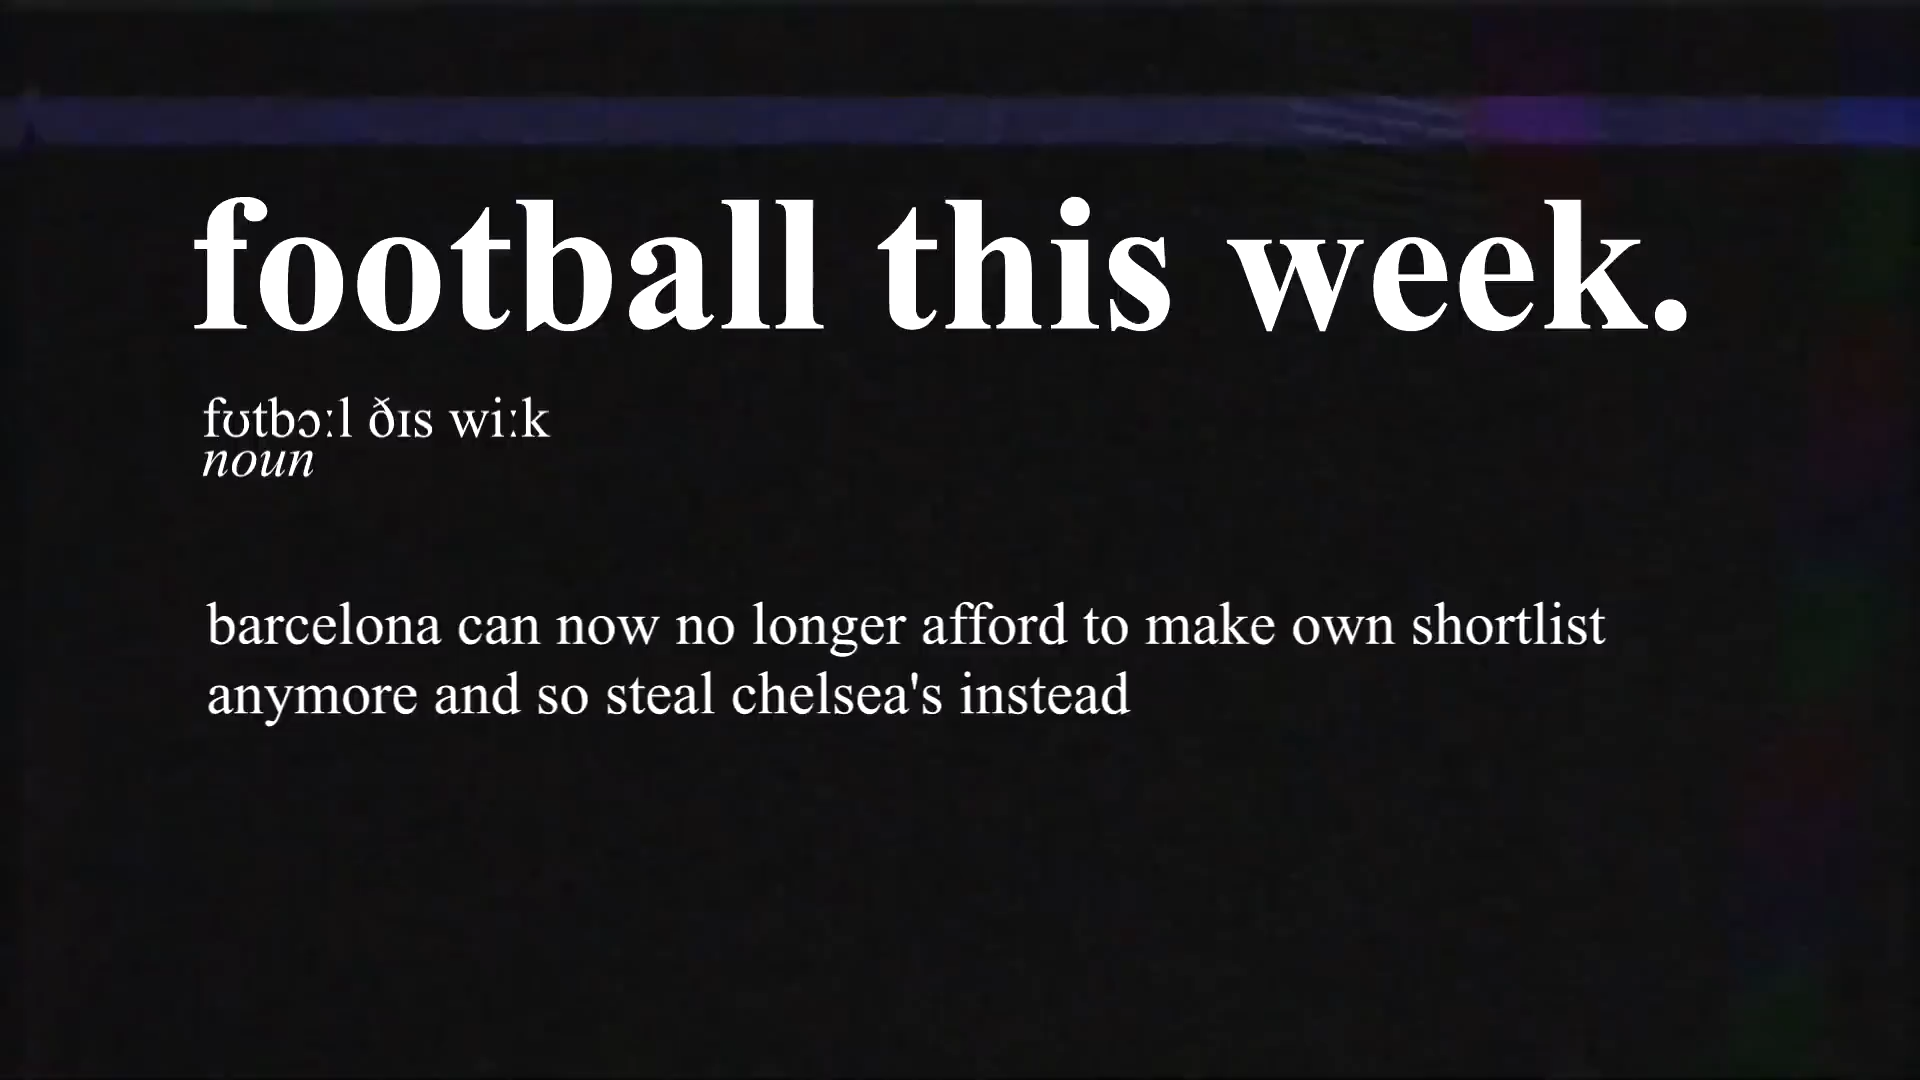 football this week.
fʊtbɔːl ðɪs wiːk
noun
barcelona can now no longer afford to make own shortlist
anymore and so steal chelsea's instead